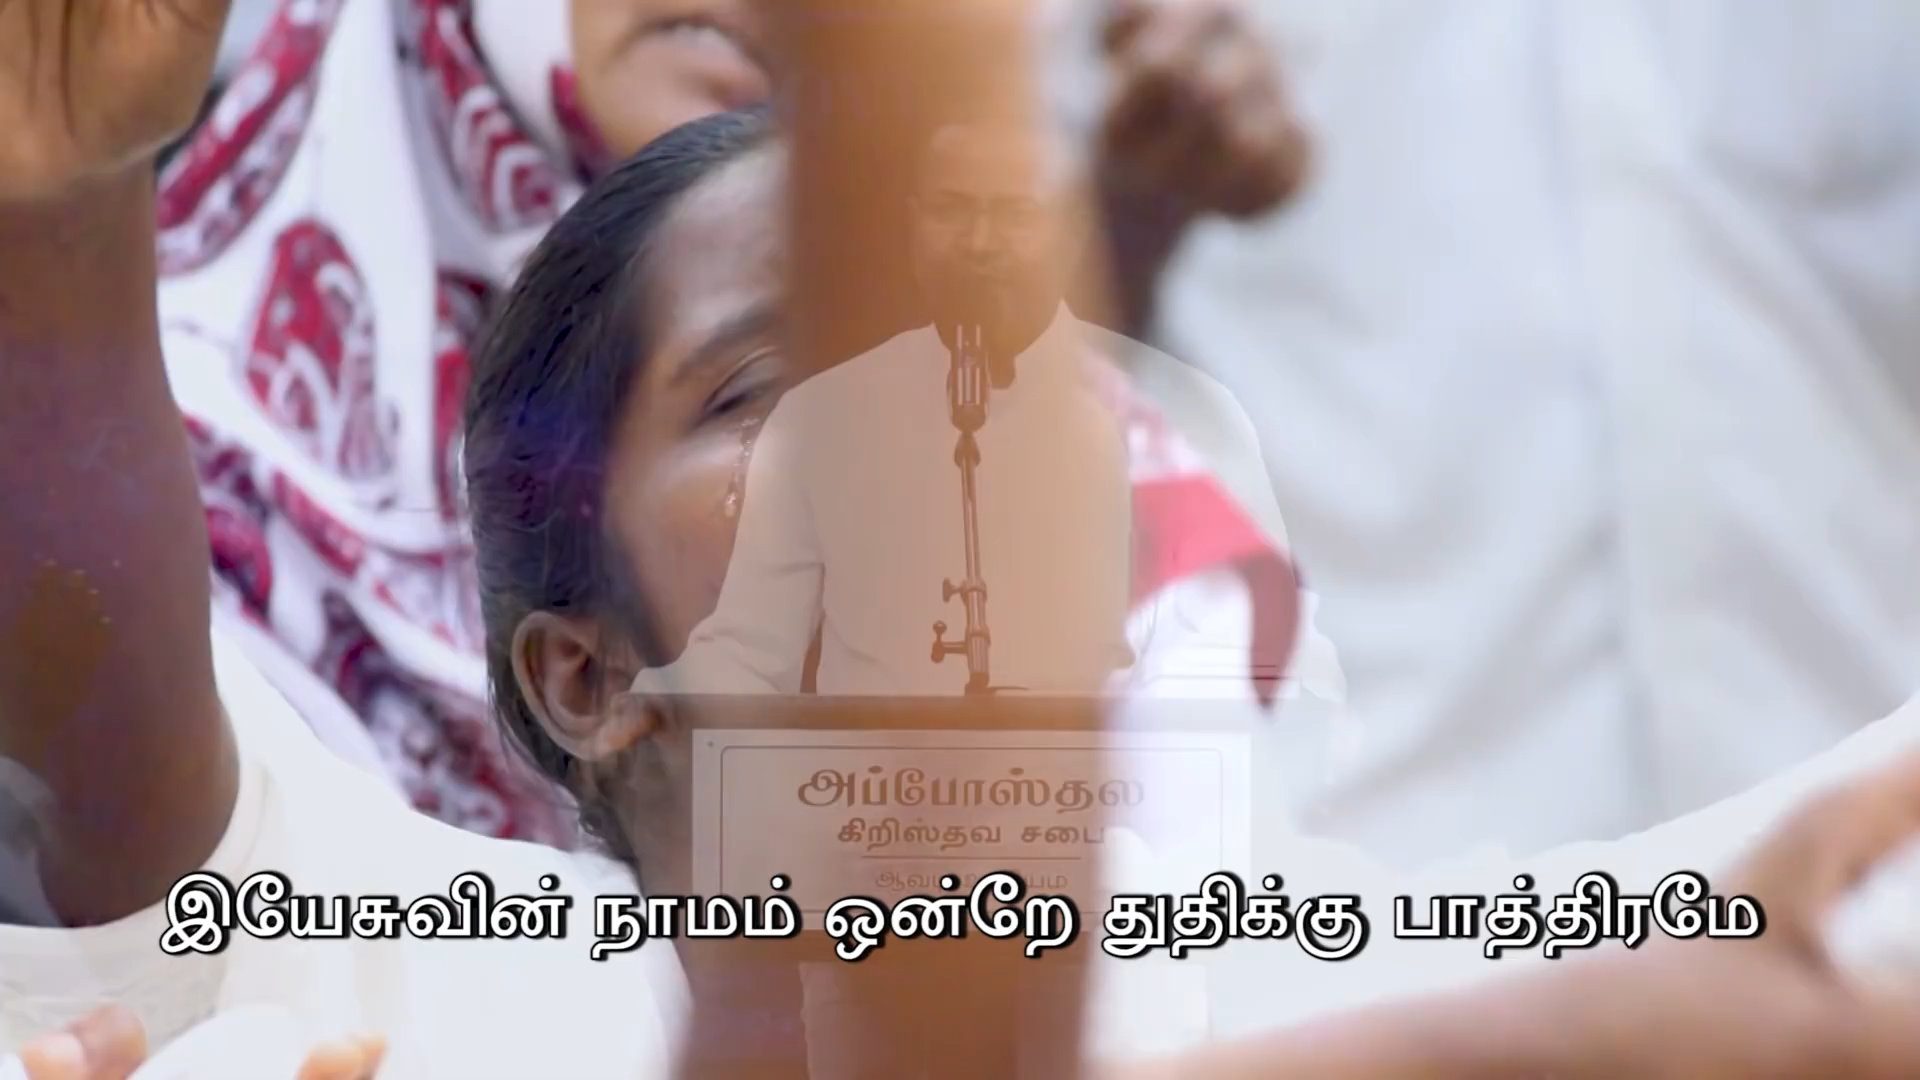 அப்போஸ்தல
கிறிஸ்தவ சபை
இயேசுவின் நாமம் ஒன்றே துதிக்கு பாத்திரமே